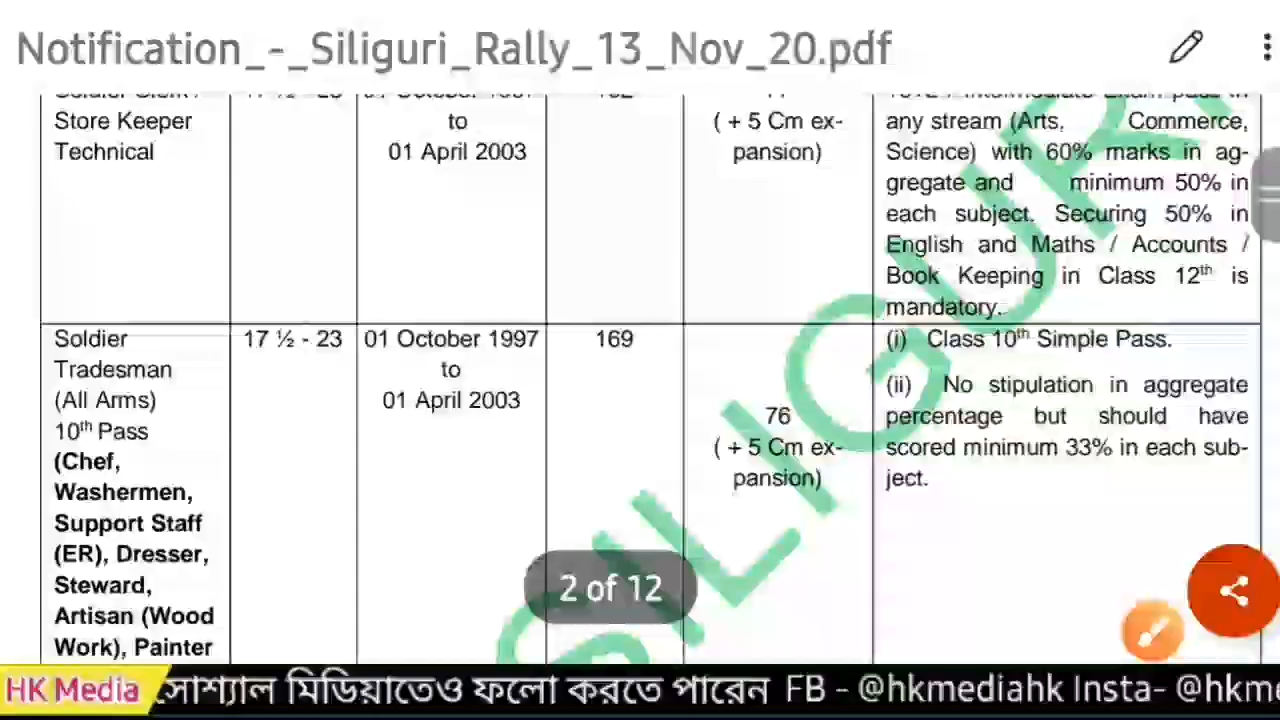 Notification_-_Siliguri_Rally_13_Nov_20.pdf
Store Keeper
Technical
to
01 April 2003
( + 5 Cm ex-
pansion)
any stream (Arts, Commerce,
Science) with 60% marks in ag-
gregate and minimum 50% in
each subject. Securing 50% in
English and Maths / Accounts /
Book Keeping in Class 12th is
mandatory.
Soldier
Tradesman
(All Arms)
10th Pass
(Chef,
Washermen,
Support Staff
(ER), Dresser,
Steward,
Artisan (Wood
Work), Painter
17 ½ - 23
01 October 1997
to
01 April 2003
169
76
( + 5 Cm ex-
pansion)
(i) Class 10th Simple Pass.
(ii) No stipulation in aggregate
percentage but should have
scored minimum 33% in each sub-
ject.
SILIGURI
2 of 12
HK Media সোশ্যাল মিডিয়াতেও ফলো করতে পারেন FB - @hkmediahk Insta- @hkme